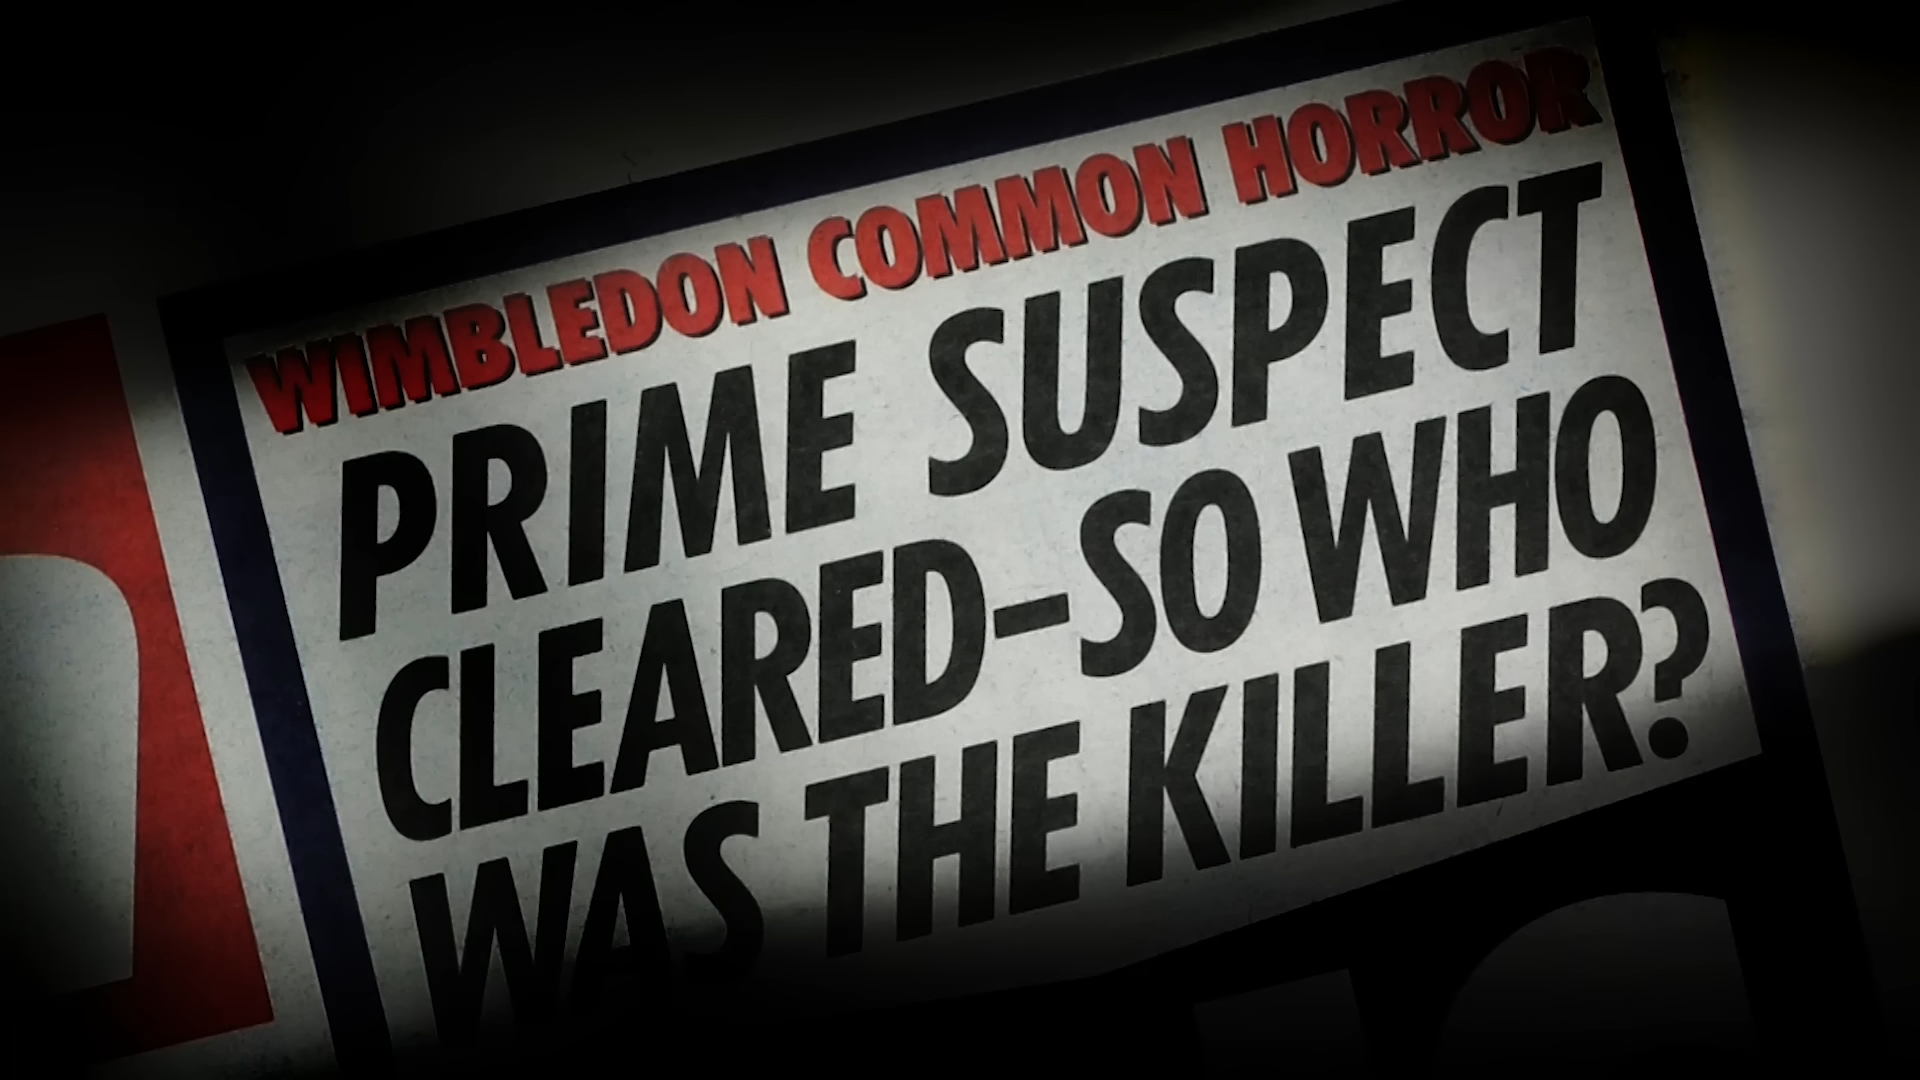 WIMBLEDON COMMON HORROR
PRIME SUSPECT
CLEARED–SO WHO
WAS THE KILLER?